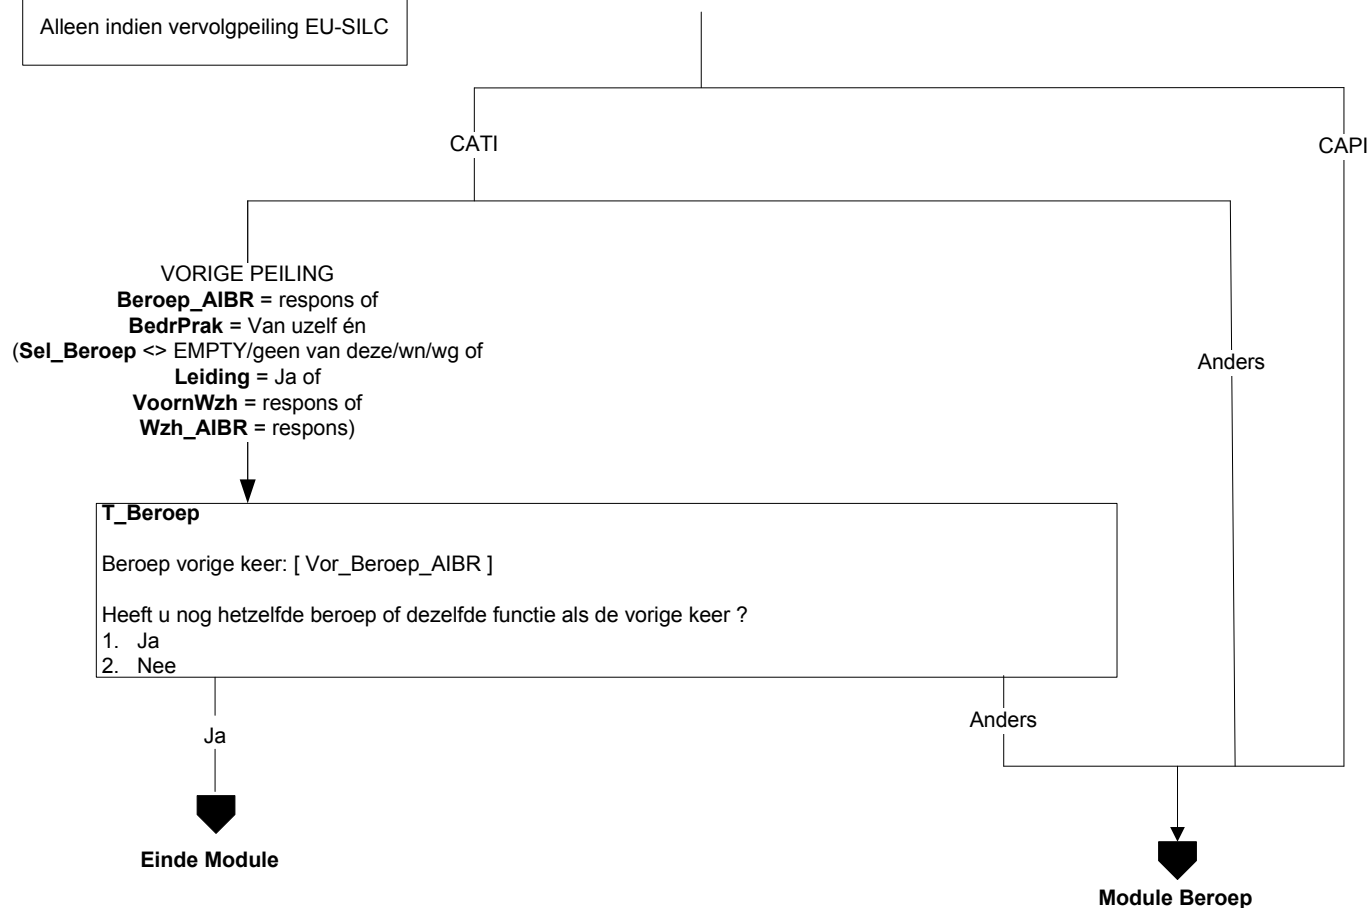 Alleen indien vervolgpeiling EU-SILC
CATI
CAPI
VORIGE PEILING
Beroep_AIBR = respons of
BedrPrak = Van uzelf én
(Sel_Beroep <> EMPTY/geen van deze/wn/wg of
Leiding = Ja of
VoornWzh = respons of
Wzh_AIBR = respons)
Anders
T_Beroep
Beroep vorige keer: [ Vor_Beroep_AIBR ]
Heeft u nog hetzelfde beroep of dezelfde functie als de vorige keer ?
1. Ja
2. Nee
Ja
Anders
Einde Module
Module Beroep